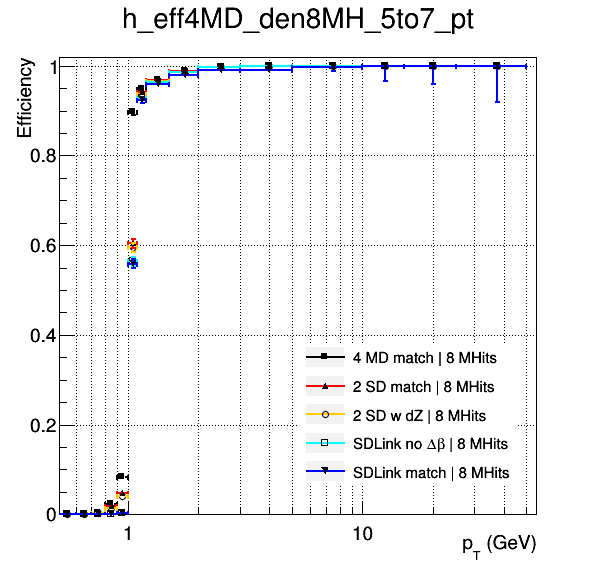 h_eff4MD_den8MH_5to7_pt
Efficiency
1
0.8
0.6
0.4
0.2
0
4 MD match | 8 MHits
2 SD match | 8 MHits
2 SD w dZ | 8 MHits
SDLink no Δβ | 8 MHits
SDLink match | 8 MHits
1
10
p_T (GeV)